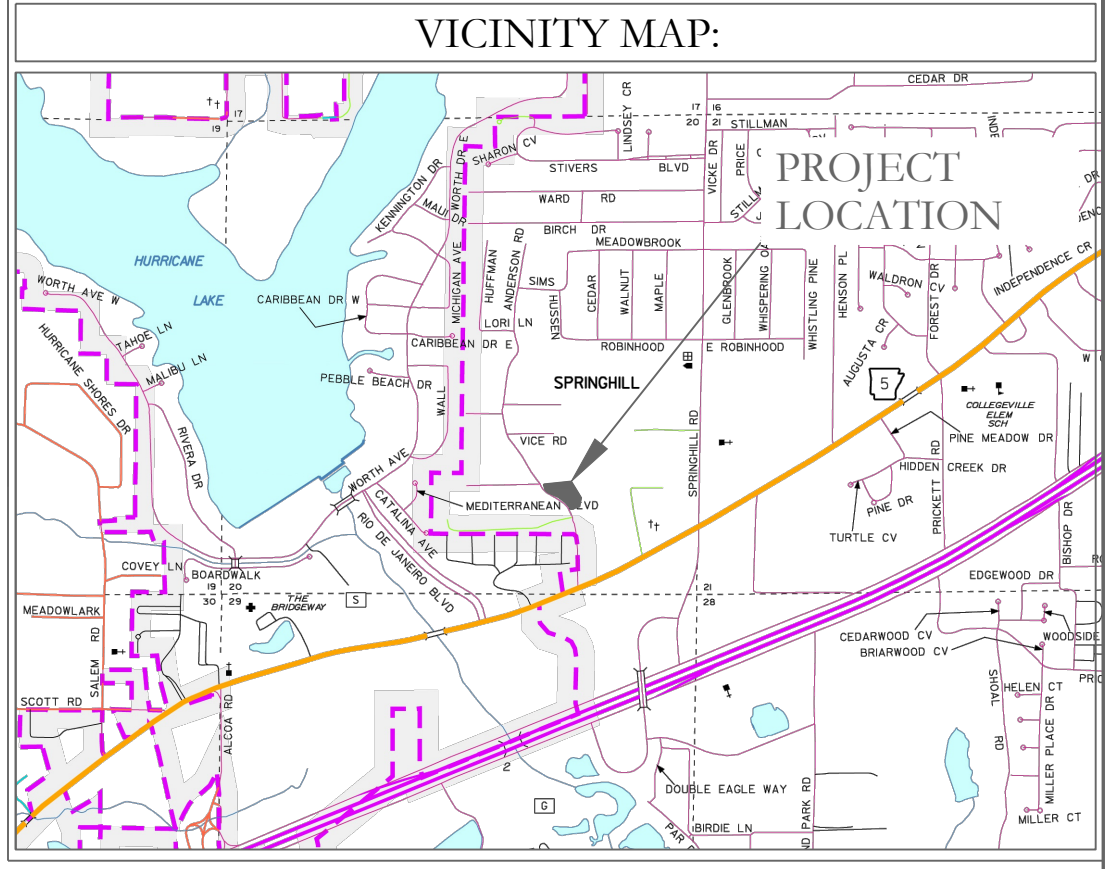 VICINITY MAP:
CEDAR DR
17
19
17 16
20 21
STILLMAN
LINDSEY CR
SHARON CV
STIVERS BLVD
VICKE DR
PRICE
PROJECT
LOCATION
KENNINGTON DR
WORTH DR E
MAUI DR
WARD RD
BIRCH DR
MEADOWBROOK
HURRICANE
LAKE
WORTH AVE W
CARIBBEAN DR W
MICHIGAN AVE
HUFFMAN
ANDERSON RD
SIMS
HUSSEN
CEDAR
WALNUT
MAPLE
GLENBROOK
WHISPERING
WHISTLING PINE
HENSON PL
WALDRON CV
FOREST DR
INDEPENDENCE CR
LORI LN
CARIBBEAN DR E
ROBINHOOD
E ROBINHOOD
TAHOE LN
MALIBU LN
HURRICANE SHORES DR
RIVERA DR
PEBBLE BEACH DR
WALL
SPRINGHILL
AUGUSTA CR
5
COLLEGEVILLE
ELEM
SCH
PINE MEADOW DR
VICE RD
SPRINGHILL RD
HIDDEN CREEK DR
PRICKETT RD
PINE DR
TURTLE CV
WORTH AVE
MEDITERRANEAN BLVD
CATALINA AVE
RIO DE JANEIRO BLVD
BISHOP DR
COVEY LN
BOARDWALK
19 20
30 29
THE
BRIDGEWAY
S
21
28
EDGEWOOD DR
MEADOWLARK
SALEM RD
CEDARWOOD CV
BRIARWOOD CV
WOODSIDE
SCOTT RD
ALCOA RD
SHOAL RD
HELEN CT
MILLER PLACE DR
2
G
DOUBLE EAGLE WAY
BIRDIE LN
PARK RD
MILLER CT